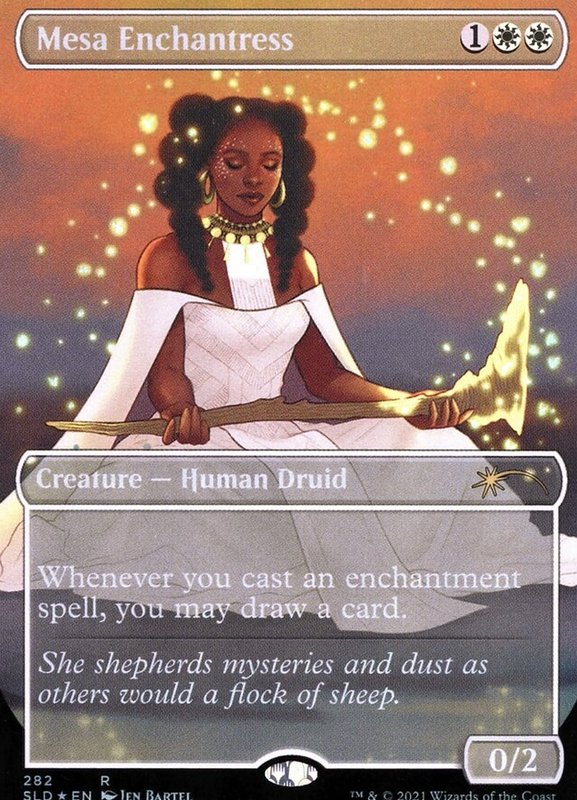 Mesa Enchantress 1
Creature — Human Druid
Whenever you cast an enchantment
spell, you may draw a card.
She shepherds mysteries and dust as
others would a flock of sheep.
0/2
282 R
SLD ★ EN Jen Bartel ™ & © 2021 Wizards of the Coast